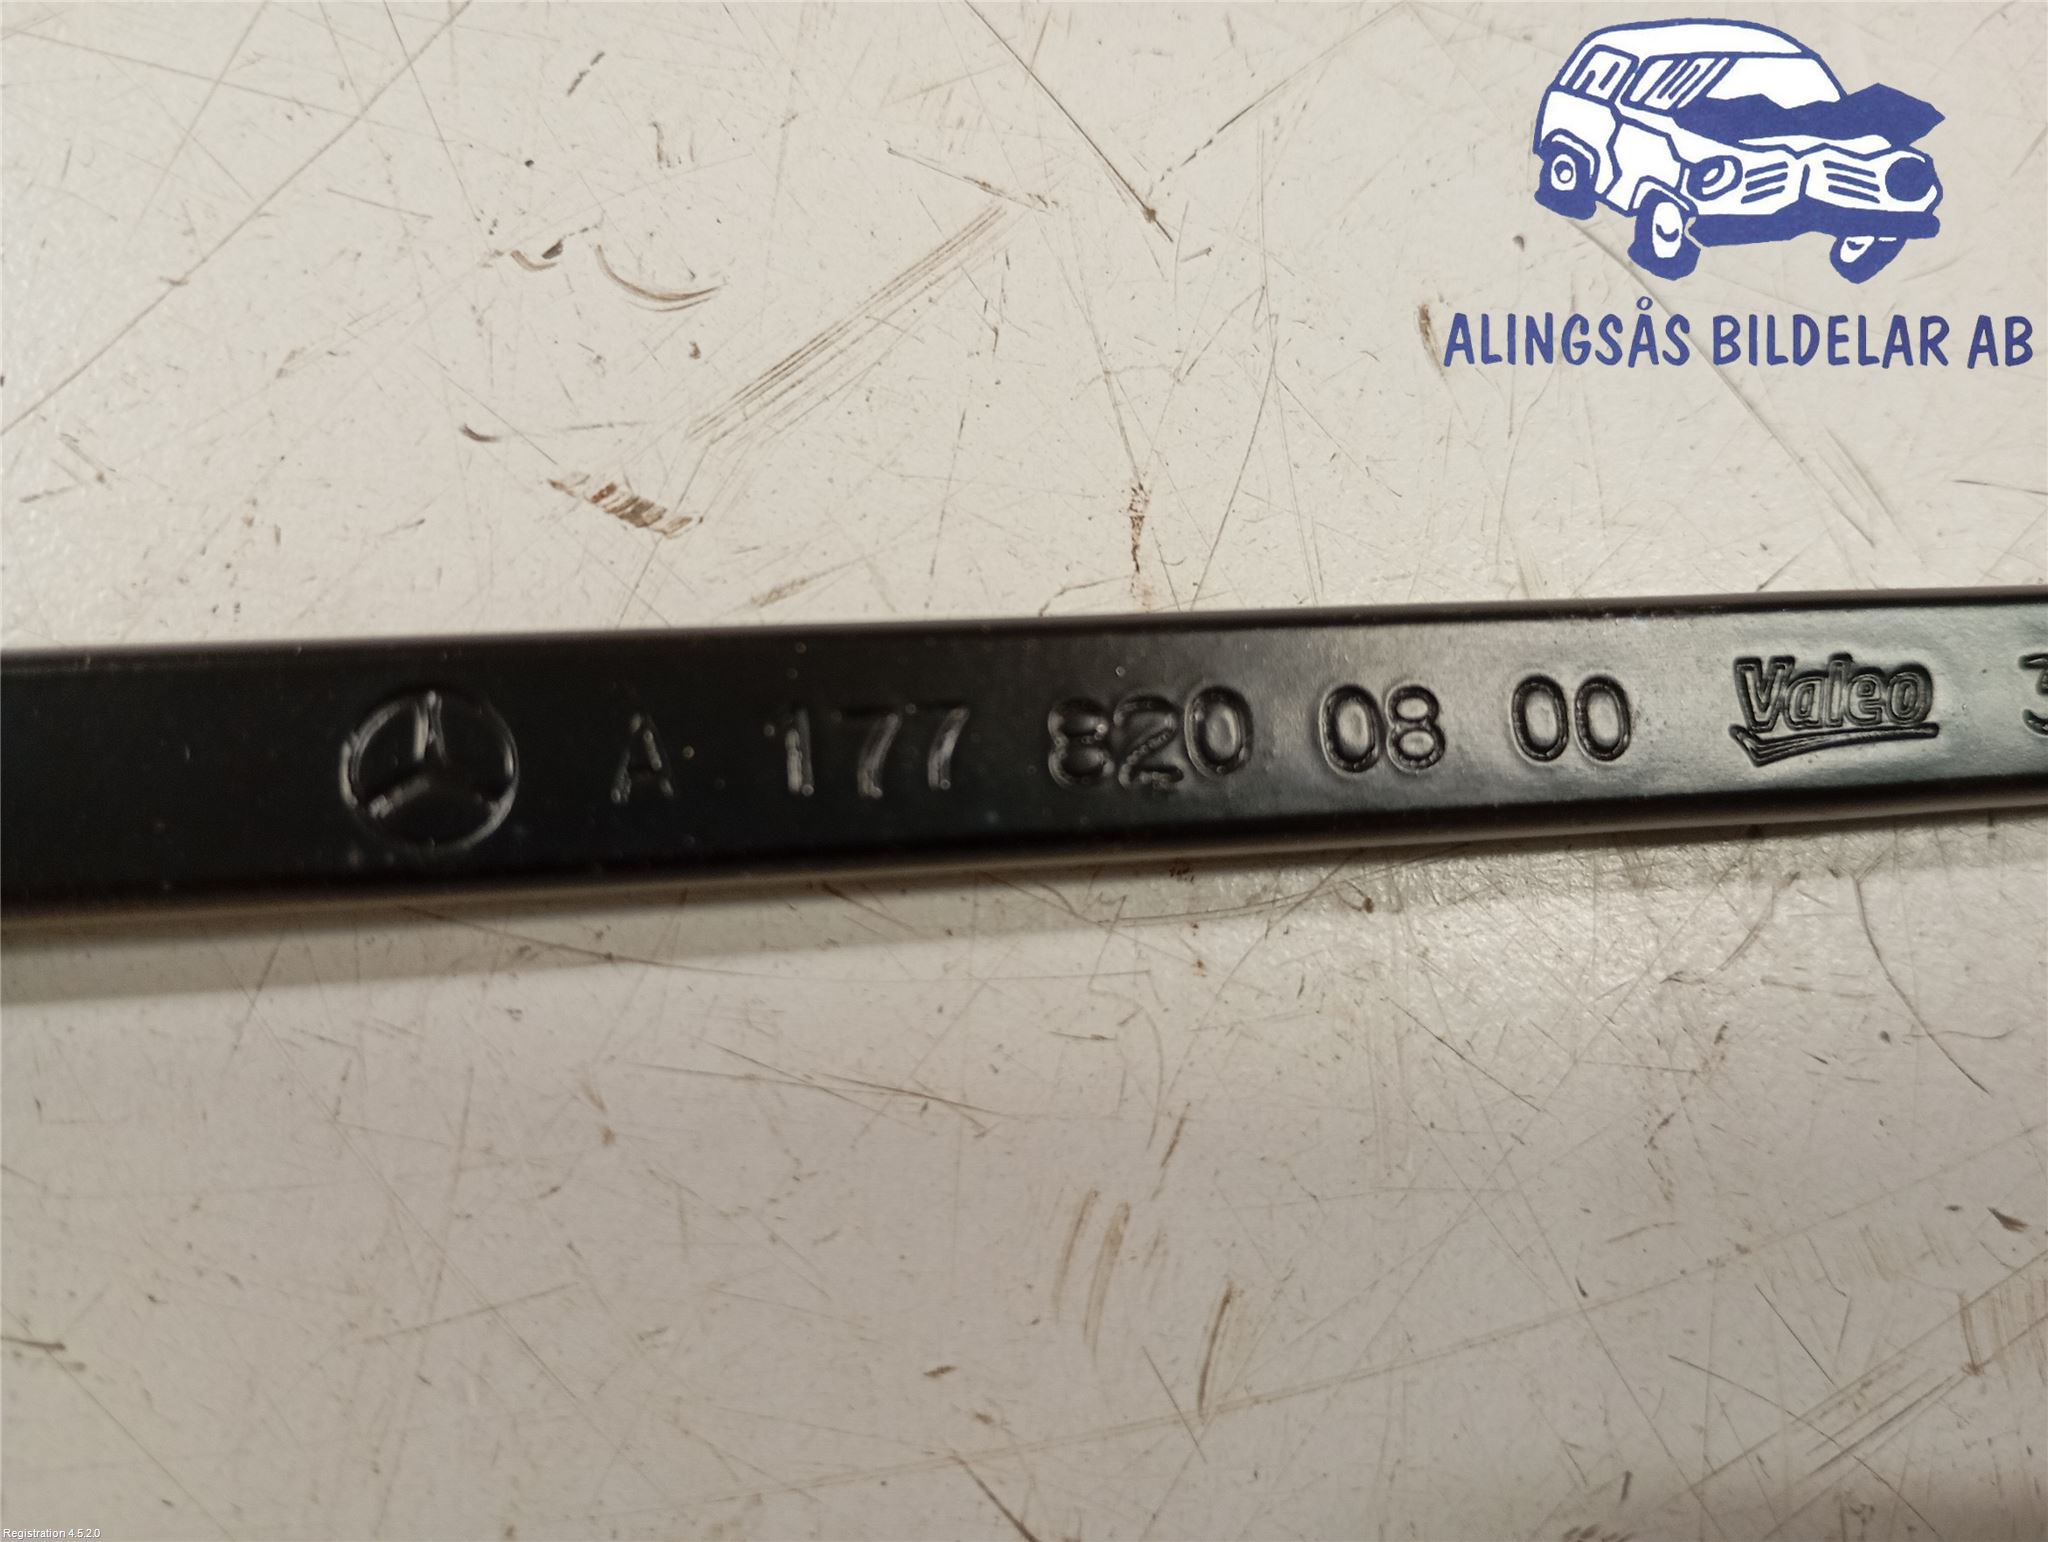 ALINGSÅS BILDELAR AB
A 177 820 08 00 Valeo
Registration 4.5.2.0